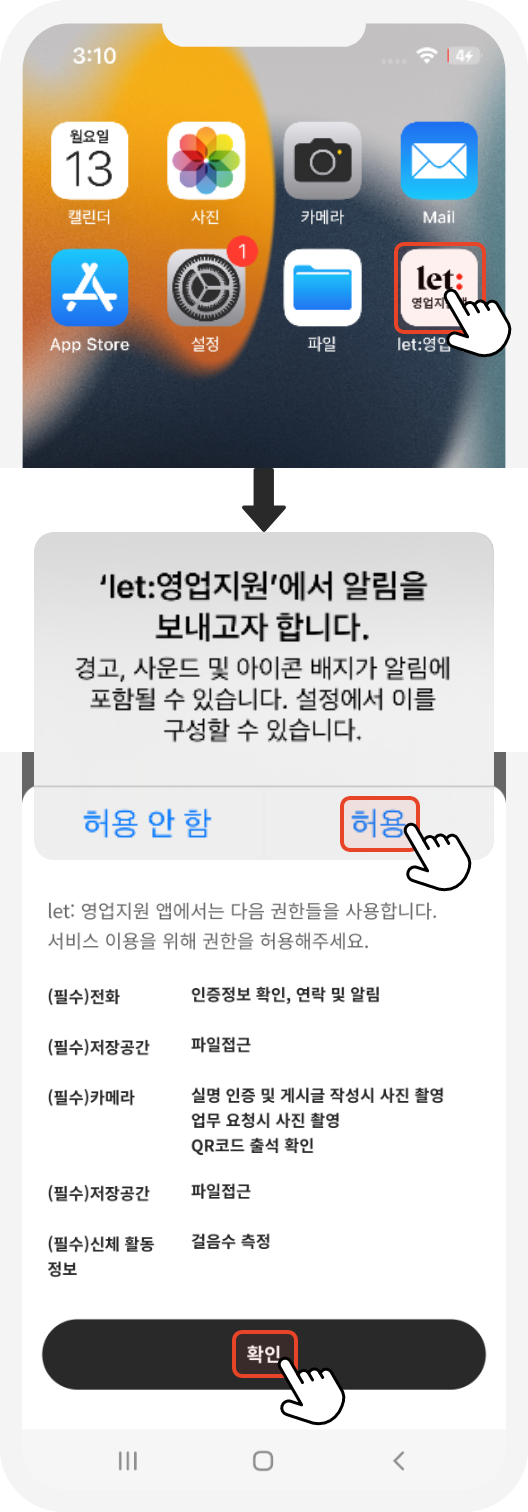 3:10
4
월요일
13
캘린더
사진
카메라
Mail
1
let:
영업지
App Store
설정
파일
let:영업
‘let:영업지원’에서 알림을
보내고자 합니다.
경고, 사운드 및 아이콘 배지가 알림에
포함될 수 있습니다. 설정에서 이를
구성할 수 있습니다.
허용 안 함
허용
let: 영업지원 앱에서는 다음 권한들을 사용합니다.
서비스 이용을 위해 권한을 허용해주세요.
(필수)전화
인증정보 확인, 연락 및 알림
(필수)저장공간
파일접근
(필수)카메라
실명 인증 및 게시글 작성시 사진 촬영
업무 요청시 사진 촬영
QR코드 출석 확인
(필수)저장공간
파일접근
(필수)신체 활동
정보
걸음수 측정
확인